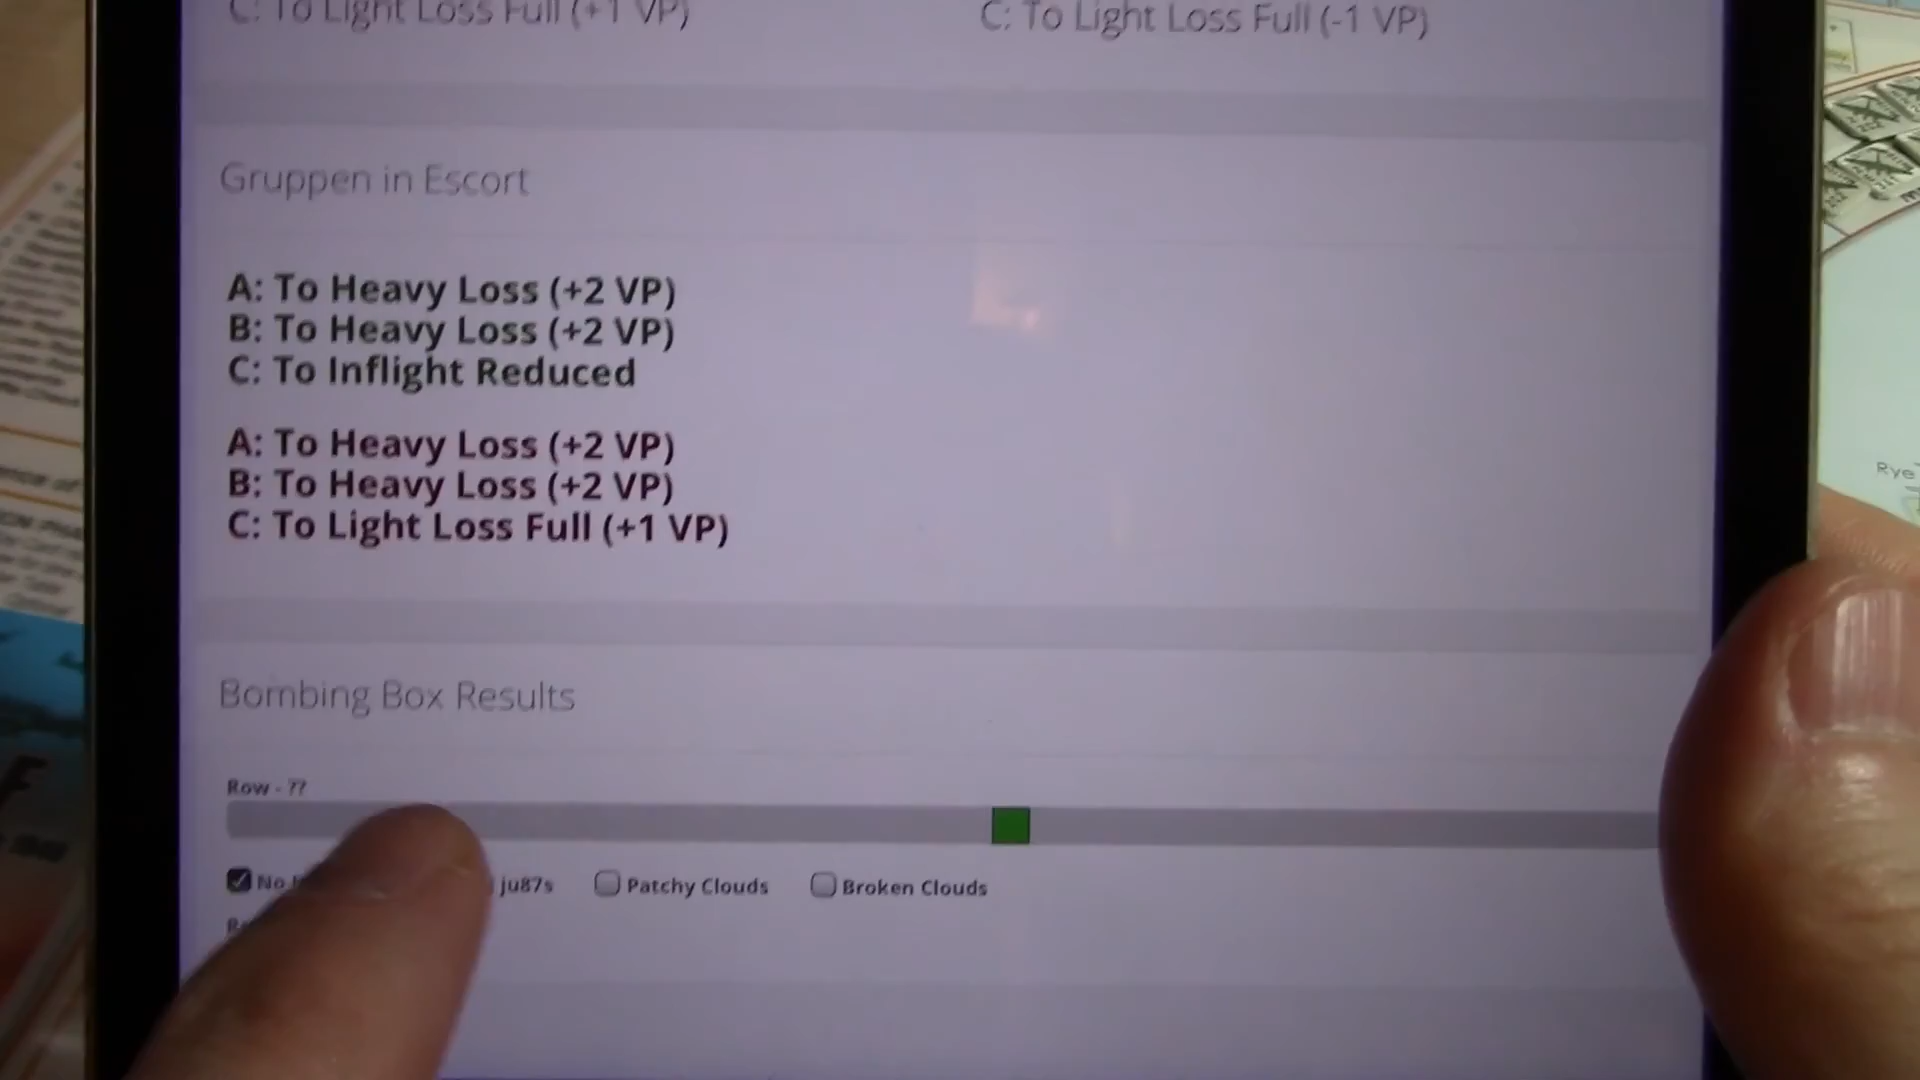 C: To Light Loss Full (+1 VP)
C: To Light Loss Full (-1 VP)
Gruppen in Escort
A: To Heavy Loss (+2 VP)
B: To Heavy Loss (+2 VP)
C: To Inflight Reduced
A: To Heavy Loss (+2 VP)
B: To Heavy Loss (+2 VP)
C: To Light Loss Full (+1 VP)
Bombing Box Results
Row - ??
No ju87s Patchy Clouds Broken Clouds
Rye